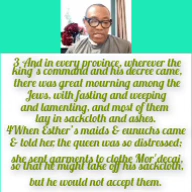 3 And in every province, wherever the
king's command and his decree came,
there was great mourning among the
Jews, with fasting and weeping
and lamenting, and most of them
lay in sackcloth and ashes.
4When Esther's maids & eunuchs came
& told her, the queen was so distressed;
she sent garments to clothe Mor'decai,
so that he might take off his sackcloth,
but he would not accept them.